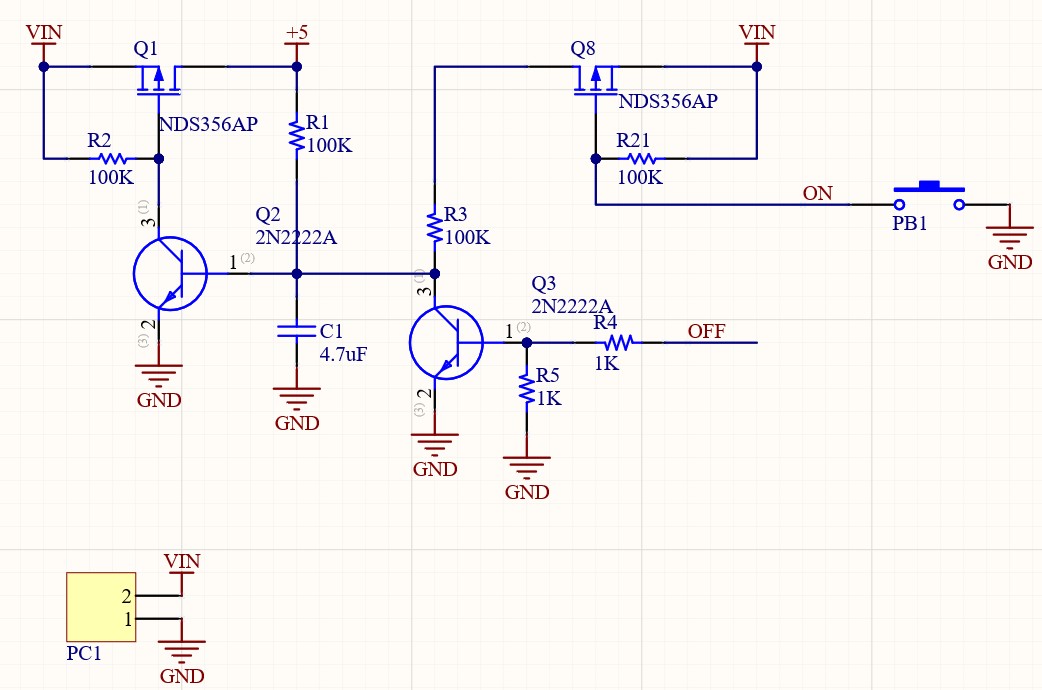 VIN
Q1
+5
Q8
VIN
NDS356AP
NDS356AP
R1
100K
R2
100K
R21
100K
ON
PB1
GND
(1)
3
Q2
2N2222A
1 (2)
R3
100K
(1)
3
Q3
2N2222A
1 (2)
R4
1K
OFF
(3) 2
GND
C1
4.7uF
GND
R5
1K
(3) 2
GND
GND
VIN
2
1
PC1
GND